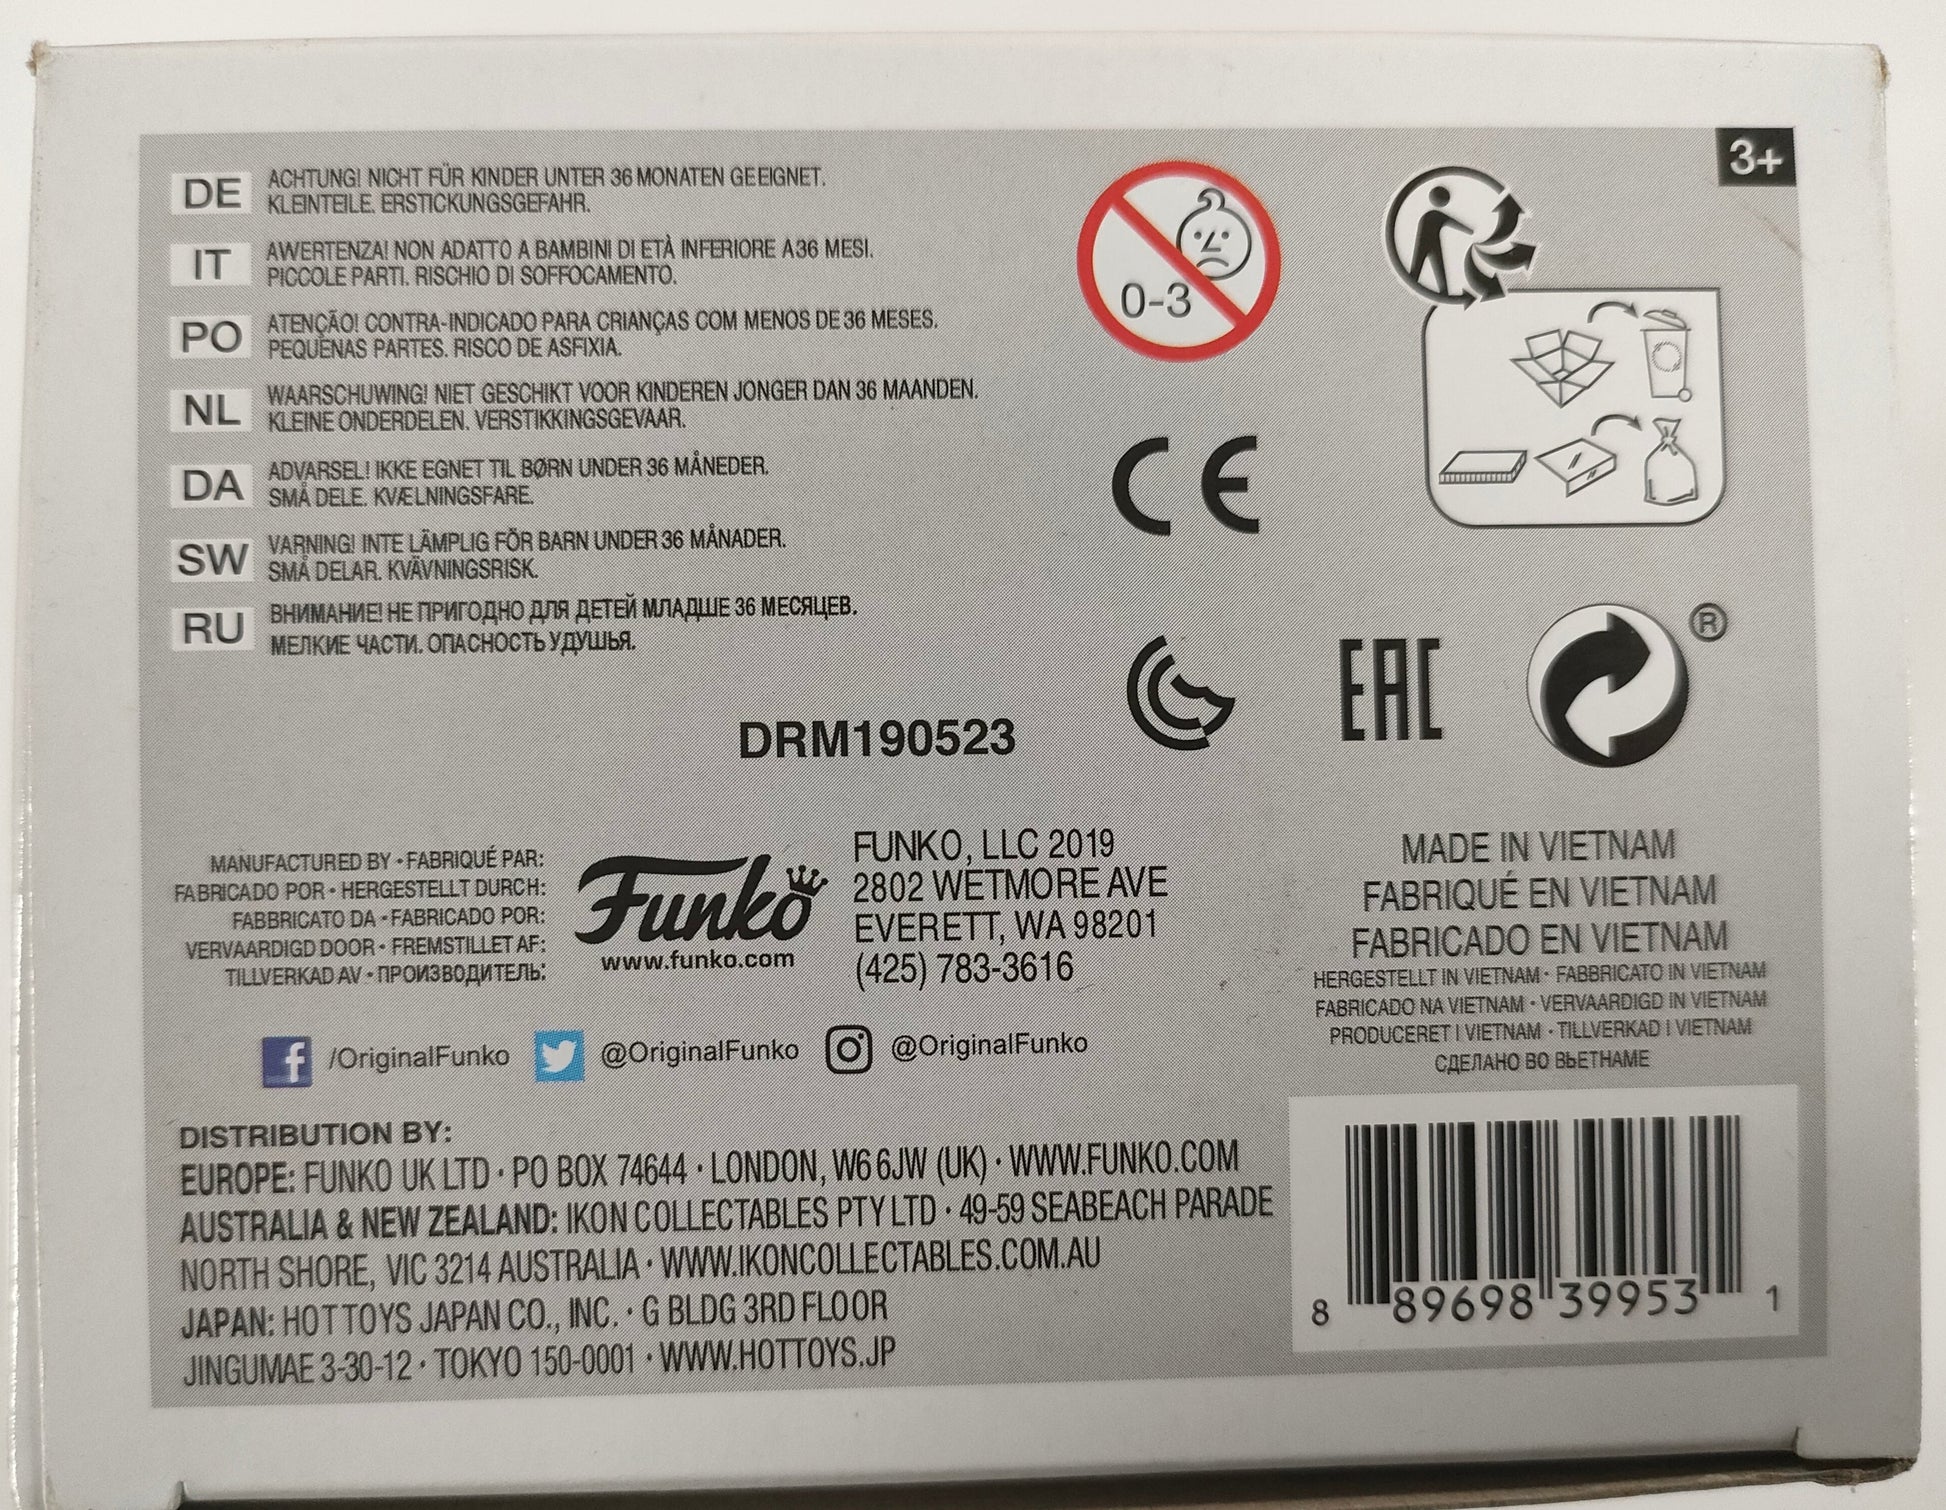 3+
DE
ACHTUNG! NICHT FÜR KINDER UNTER 36 MONATEN GEEIGNET.
KLEINTEILE. ERSTICKUNGSGEFAHR.
IT
AWERTENZA! NON ADATTO A BAMBINI DI ETÀ INFERIORE A 36 MESI.
PICCOLE PARTI. RISCHIO DI SOFFOCAMENTO.
PO
ATENÇÃO! CONTRA-INDICADO PARA CRIANÇAS COM MENOS DE 36 MESES.
PEQUENAS PARTES. RISCO DE ASFIXIA.
NL
WAARSCHUWING! NIET GESCHIKT VOOR KINDEREN JONGER DAN 36 MAANDEN.
KLEINE ONDERDELEN. VERSTIKKINGSGEVAAR.
DA
ADVARSEL! IKKE EGNET TIL BØRN UNDER 36 MÅNEDER.
SMÅ DELE. KVÆLNINGSFARE.
SW
VARNING! INTE LÄMPLIG FÖR BARN UNDER 36 MÅNADER.
SMÅ DELAR. KVÄVNINGSRISK.
RU
ВНИМАНИЕ! НЕ ПРИГОДНО ДЛЯ ДЕТЕЙ МЛАДШЕ 36 МЕСЯЦЕВ.
МЕЛКИЕ ЧАСТИ. ОПАСНОСТЬ УДУШЬЯ.
0-3
CE
EAC
®
DRM190523
MANUFACTURED BY • FABRIQUÉ PAR:
FABRICADO POR • HERGESTELLT DURCH:
FABBRICATO DA • FABRICADO POR:
VERVAARDIGD DOOR • FREMSTILLET AF:
TILLVERKAD AV • ПРОИЗВОДИТЕЛЬ:
Funko
www.funko.com
FUNKO, LLC 2019
2802 WETMORE AVE
EVERETT, WA 98201
(425) 783-3616
MADE IN VIETNAM
FABRIQUÉ EN VIETNAM
FABRICADO EN VIETNAM
HERGESTELLT IN VIETNAM • FABBRICATO IN VIETNAM
FABRICADO NA VIETNAM • VERVAARDIGD IN VIETNAM
PRODUCERET I VIETNAM • TILLVERKAD I VIETNAM
СДЕЛАНО ВО ВЬЕТНАМЕ
f /OriginalFunko @OriginalFunko @OriginalFunko
DISTRIBUTION BY:
EUROPE: FUNKO UK LTD • PO BOX 74644 • LONDON, W6 6JW (UK) • WWW.FUNKO.COM
AUSTRALIA & NEW ZEALAND: IKON COLLECTABLES PTY LTD • 49-59 SEABEACH PARADE
NORTH SHORE, VIC 3214 AUSTRALIA • WWW.IKONCOLLECTABLES.COM.AU
JAPAN: HOT TOYS JAPAN CO., INC. • G BLDG 3RD FLOOR
JINGUMAE 3-30-12 • TOKYO 150-0001 • WWW.HOTTOYS.JP
8 89698 39953 1